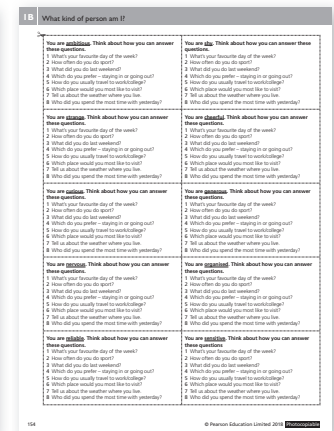 1B What kind of person am I?
You are ambitious. Think about how you can answer
these questions.
1 What's your favourite day of the week?
2 How often do you do sport?
3 What did you do last weekend?
4 Which do you prefer – staying in or going out?
5 How do you usually travel to work/college?
6 Which place would you most like to visit?
7 Tell us about the weather where you live.
8 Who did you spend the most time with yesterday?
You are shy. Think about how you can answer these
questions.
1 What's your favourite day of the week?
2 How often do you do sport?
3 What did you do last weekend?
4 Which do you prefer – staying in or going out?
5 How do you usually travel to work/college?
6 Which place would you most like to visit?
7 Tell us about the weather where you live.
8 Who did you spend the most time with yesterday?
You are strange. Think about how you can answer
these questions.
1 What's your favourite day of the week?
2 How often do you do sport?
3 What did you do last weekend?
4 Which do you prefer – staying in or going out?
5 How do you usually travel to work/college?
6 Which place would you most like to visit?
7 Tell us about the weather where you live.
8 Who did you spend the most time with yesterday?
You are cheerful. Think about how you can answer
these questions.
1 What's your favourite day of the week?
2 How often do you do sport?
3 What did you do last weekend?
4 Which do you prefer – staying in or going out?
5 How do you usually travel to work/college?
6 Which place would you most like to visit?
7 Tell us about the weather where you live.
8 Who did you spend the most time with yesterday?
You are curious. Think about how you can answer
these questions.
1 What's your favourite day of the week?
2 How often do you do sport?
3 What did you do last weekend?
4 Which do you prefer – staying in or going out?
5 How do you usually travel to work/college?
6 Which place would you most like to visit?
7 Tell us about the weather where you live.
8 Who did you spend the most time with yesterday?
You are generous. Think about how you can answer
these questions.
1 What's your favourite day of the week?
2 How often do you do sport?
3 What did you do last weekend?
4 Which do you prefer – staying in or going out?
5 How do you usually travel to work/college?
6 Which place would you most like to visit?
7 Tell us about the weather where you live.
8 Who did you spend the most time with yesterday?
You are nervous. Think about how you can answer
these questions.
1 What's your favourite day of the week?
2 How often do you do sport?
3 What did you do last weekend?
4 Which do you prefer – staying in or going out?
5 How do you usually travel to work/college?
6 Which place would you most like to visit?
7 Tell us about the weather where you live.
8 Who did you spend the most time with yesterday?
You are organised. Think about how you can answer
these questions.
1 What's your favourite day of the week?
2 How often do you do sport?
3 What did you do last weekend?
4 Which do you prefer – staying in or going out?
5 How do you usually travel to work/college?
6 Which place would you most like to visit?
7 Tell us about the weather where you live.
8 Who did you spend the most time with yesterday?
You are reliable. Think about how you can answer
these questions
1 What's your favourite day of the week?
2 How often do you do sport?
3 What did you do last weekend?
4 Which do you prefer – staying in or going out?
5 How do you usually travel to work/college?
6 Which place would you most like to visit?
7 Tell us about the weather where you live.
8 Who did you spend the most time with yesterday?
You are sensitive. Think about how you can answer
these questions.
1 What's your favourite day of the week?
2 How often do you do sport?
3 What did you do last weekend?
4 Which do you prefer – staying in or going out?
5 How do you usually travel to work/college?
6 Which place would you most like to visit?
7 Tell us about the weather where you live.
8 Who did you spend the most time with yesterday?
154
© Pearson Education Limited 2018 Photocopiable